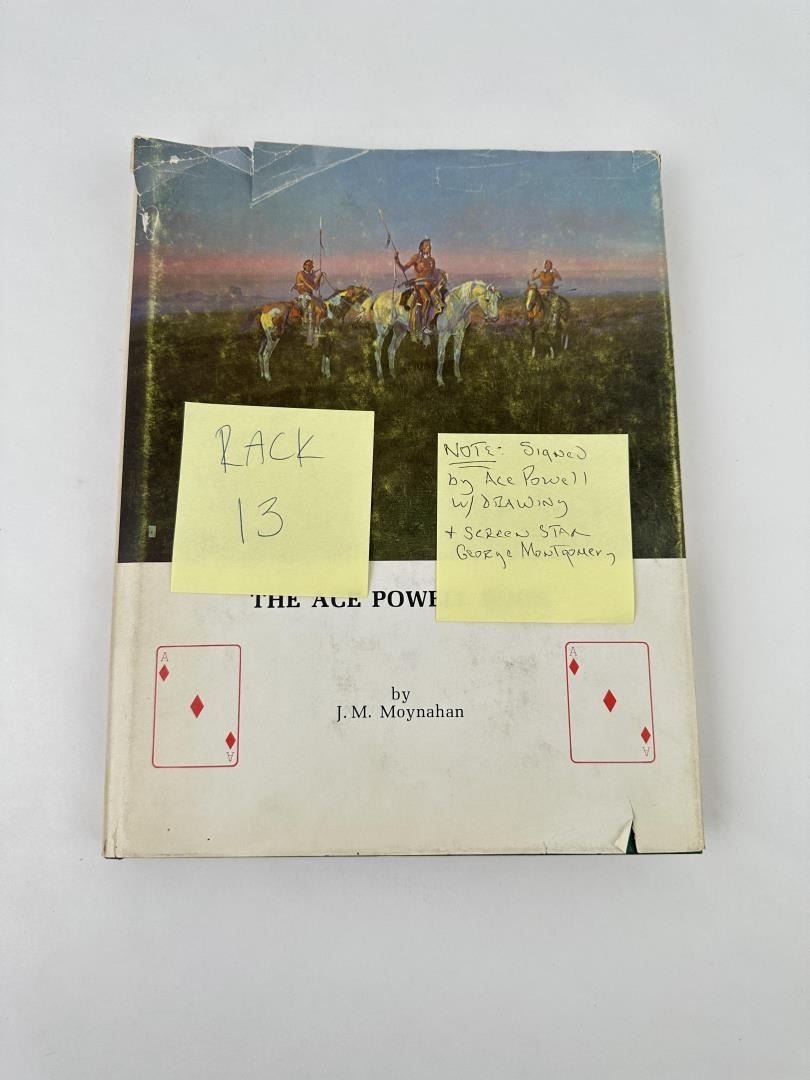 RACK
13
NOTE: Signed
by Ace Powell
w/ DRAWING
+ SCREEN STAR
George Montgomery
THE ACE POWE
by
J. M. Moynahan
A
A
A
A